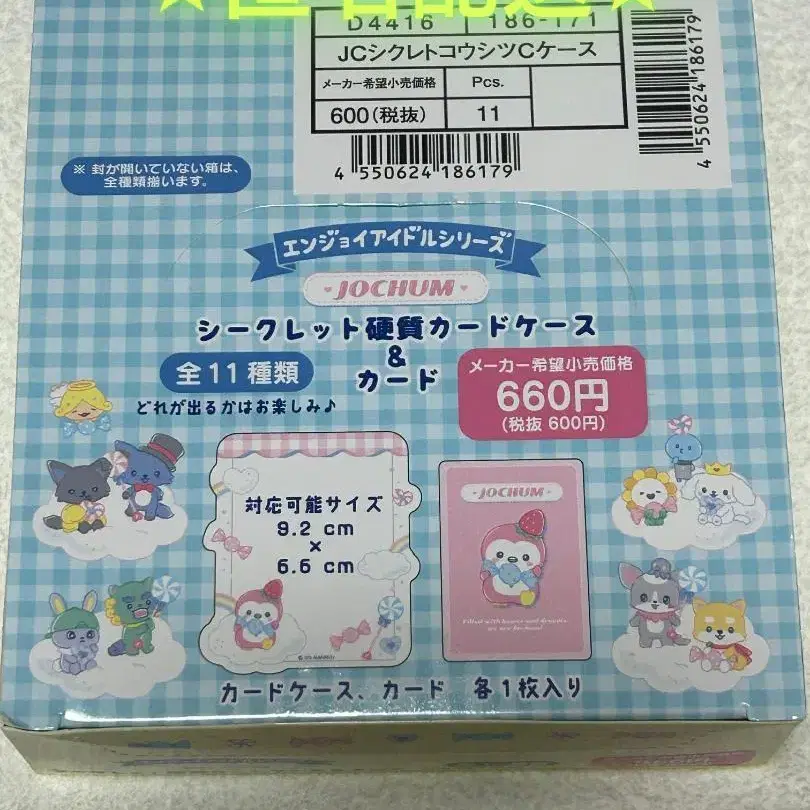 D4416 186-171
JCシクレトコウシツCケース
メーカー希望小売価格 Pcs.
600(税抜) 11
4 550624 186179
4 550624 186179
※ 封が開いていない箱は、
全種類揃います。
エンジョイアイドルシリーズ
JOCHUM
シークレット硬質カードケース
&
カード
全11種類
どれが出るかはお楽しみ♪
メーカー希望小売価格
660円
(税抜 600円)
対応可能サイズ
9.2 cm
×
6.6 cm
JOCHUM
カードケース、カード 各1枚入り